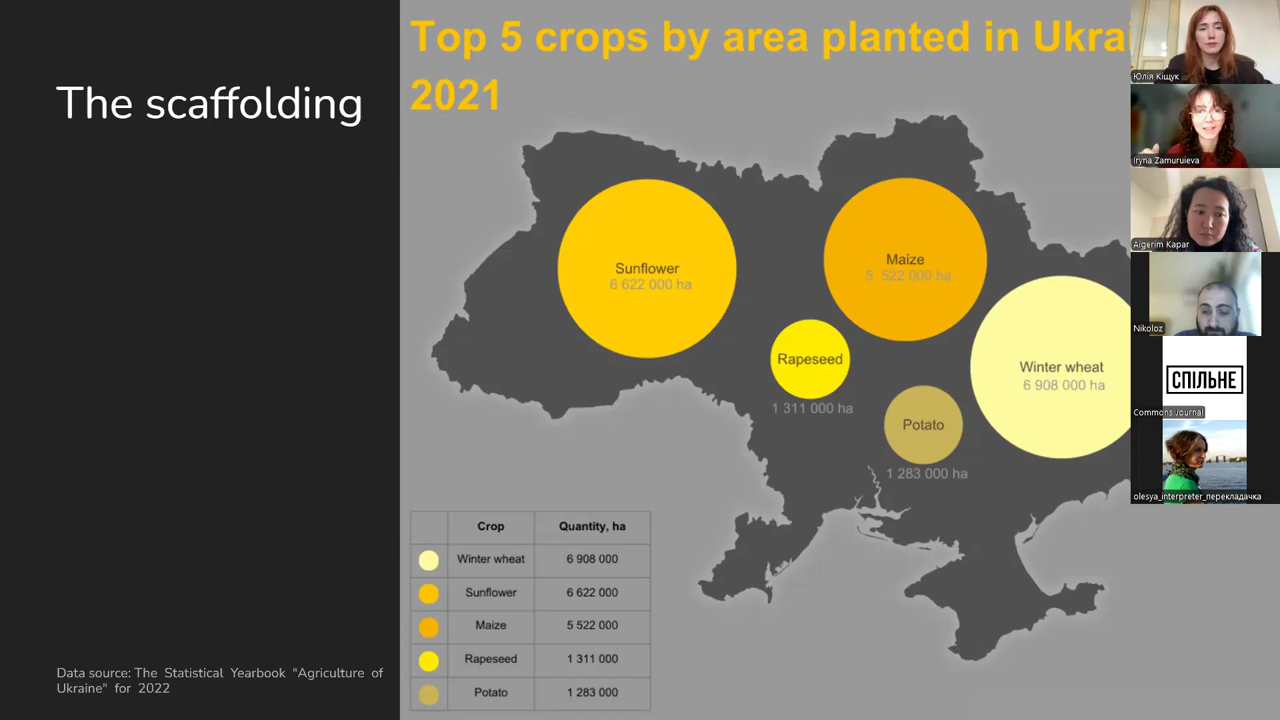 The scaffolding
Data source: The Statistical Yearbook "Agriculture of
Ukraine" for 2022
Top 5 crops by area planted in Ukrai
2021
Sunflower
6 622 000 ha
Maize
5 522 000 ha
Rapeseed
1 311 000 ha
Winter wheat
6 908 000 ha
Potato
1 283 000 ha
Crop Quantity, ha
Winter wheat 6 908 000
Sunflower 6 622 000
Maize 5 522 000
Rapeseed 1 311 000
Potato 1 283 000
Юлія Кіщук
Iryna Zamuruieva
Aigerim Kapar
Nikoloz
СПІЛЬНЕ
Commons Journal
olesya_interpreter_перекладачка